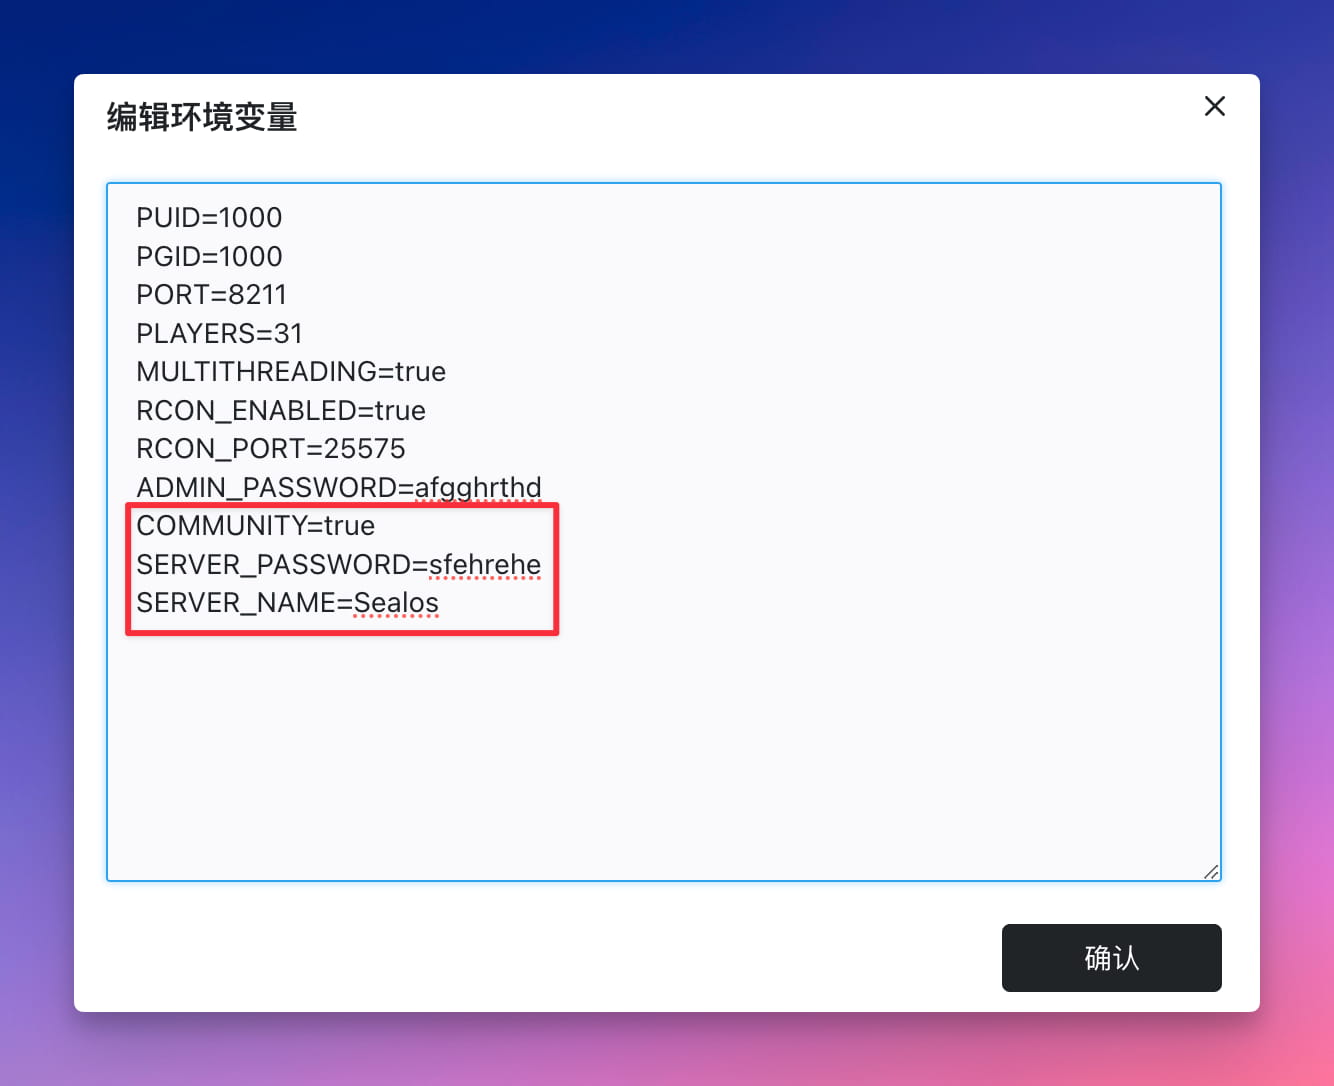 编辑环境变量
PUID=1000
PGID=1000
PORT=8211
PLAYERS=31
MULTITHREADING=true
RCON_ENABLED=true
RCON_PORT=25575
ADMIN_PASSWORD=afgghrthd
COMMUNITY=true
SERVER_PASSWORD=sfehrehe
SERVER_NAME=Sealos
确认